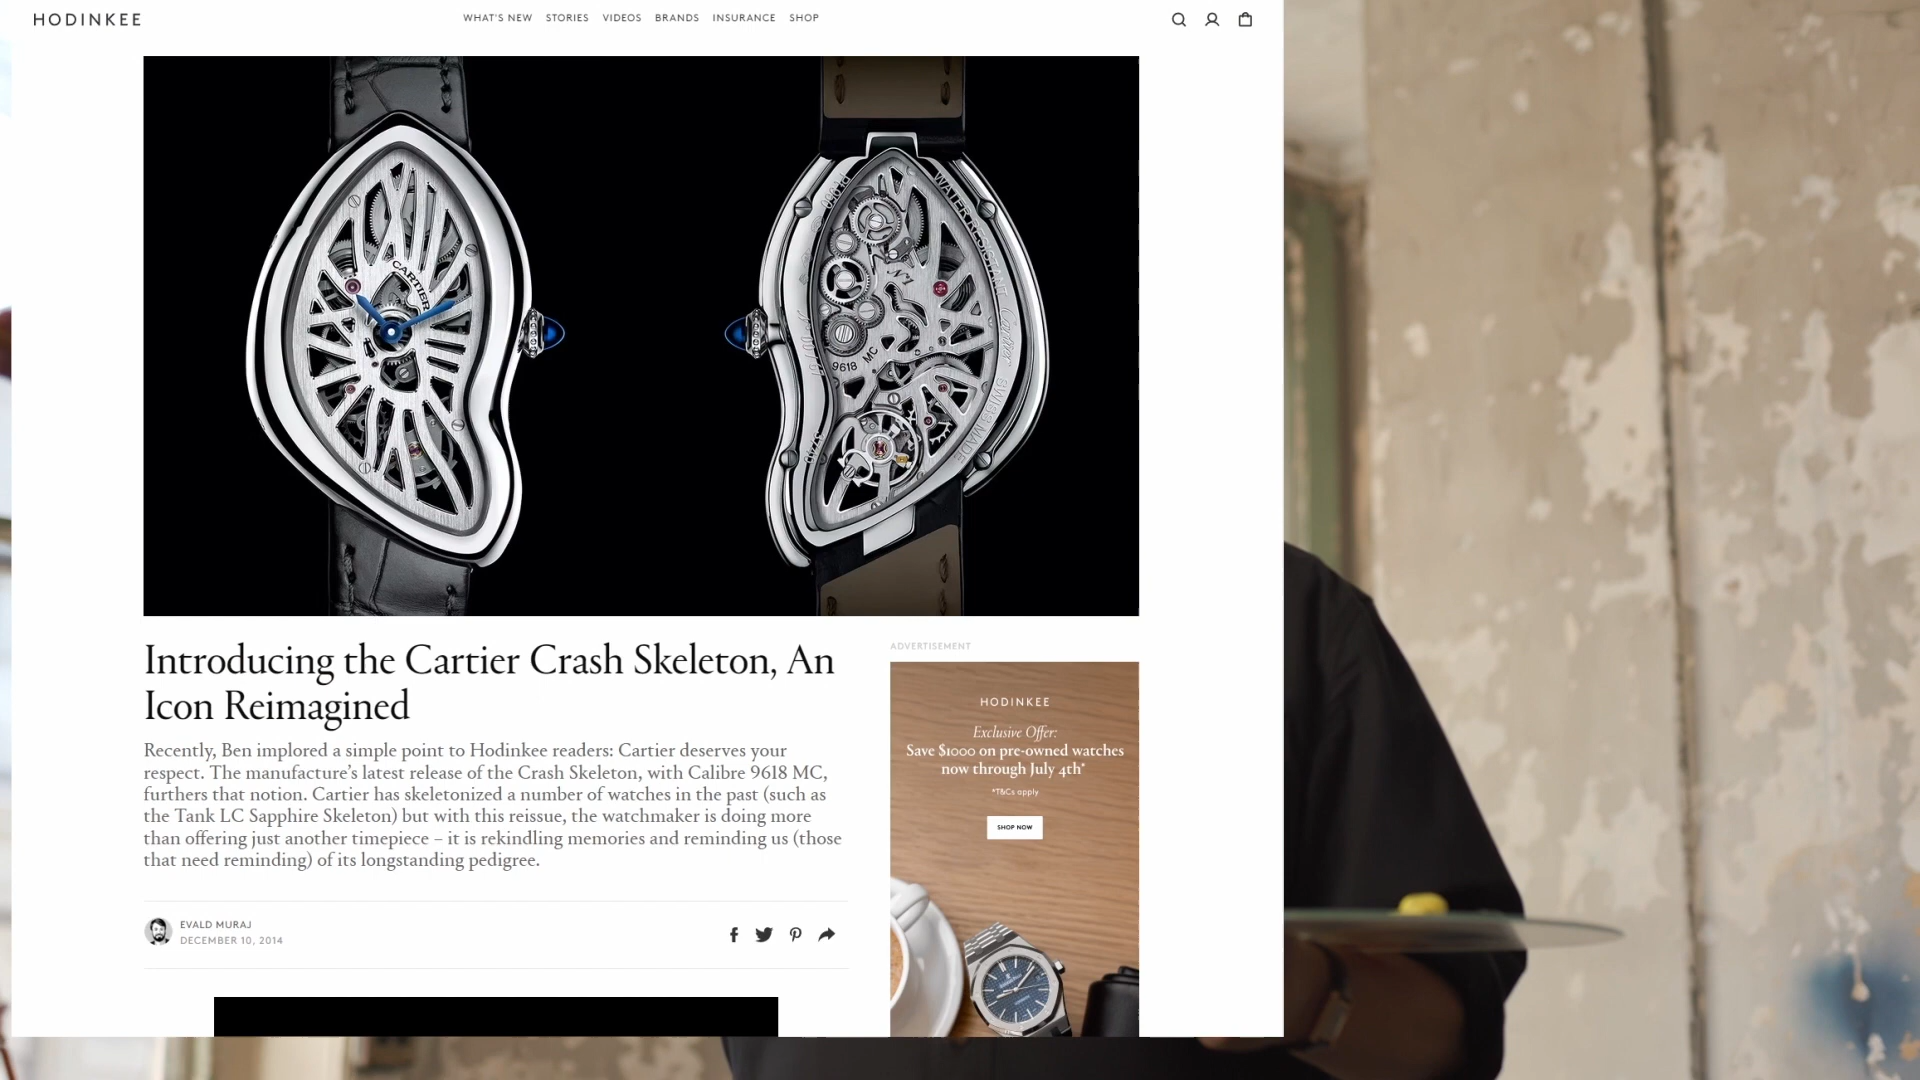 HODINKEE
WHAT'S NEW STORIES VIDEOS BRANDS INSURANCE SHOP
CARTIER
WATER RESISTANT
Cartier
SWISS MADE
Nº1
9618 MC
Introducing the Cartier Crash Skeleton, An
Icon Reimagined
Recently, Ben implored a simple point to Hodinkee readers: Cartier deserves your
respect. The manufacture's latest release of the Crash Skeleton, with Calibre 9618 MC,
furthers that notion. Cartier has skeletonized a number of watches in the past (such as
the Tank LC Sapphire Skeleton) but with this reissue, the watchmaker is doing more
than offering just another timepiece – it is rekindling memories and reminding us (those
that need reminding) of its longstanding pedigree.
EVALD MURAJ
DECEMBER 10, 2014
ADVERTISEMENT
HODINKEE
Exclusive Offer:
Save $1000 on pre-owned watches
now through July 4th*
*T&Cs apply
SHOP NOW